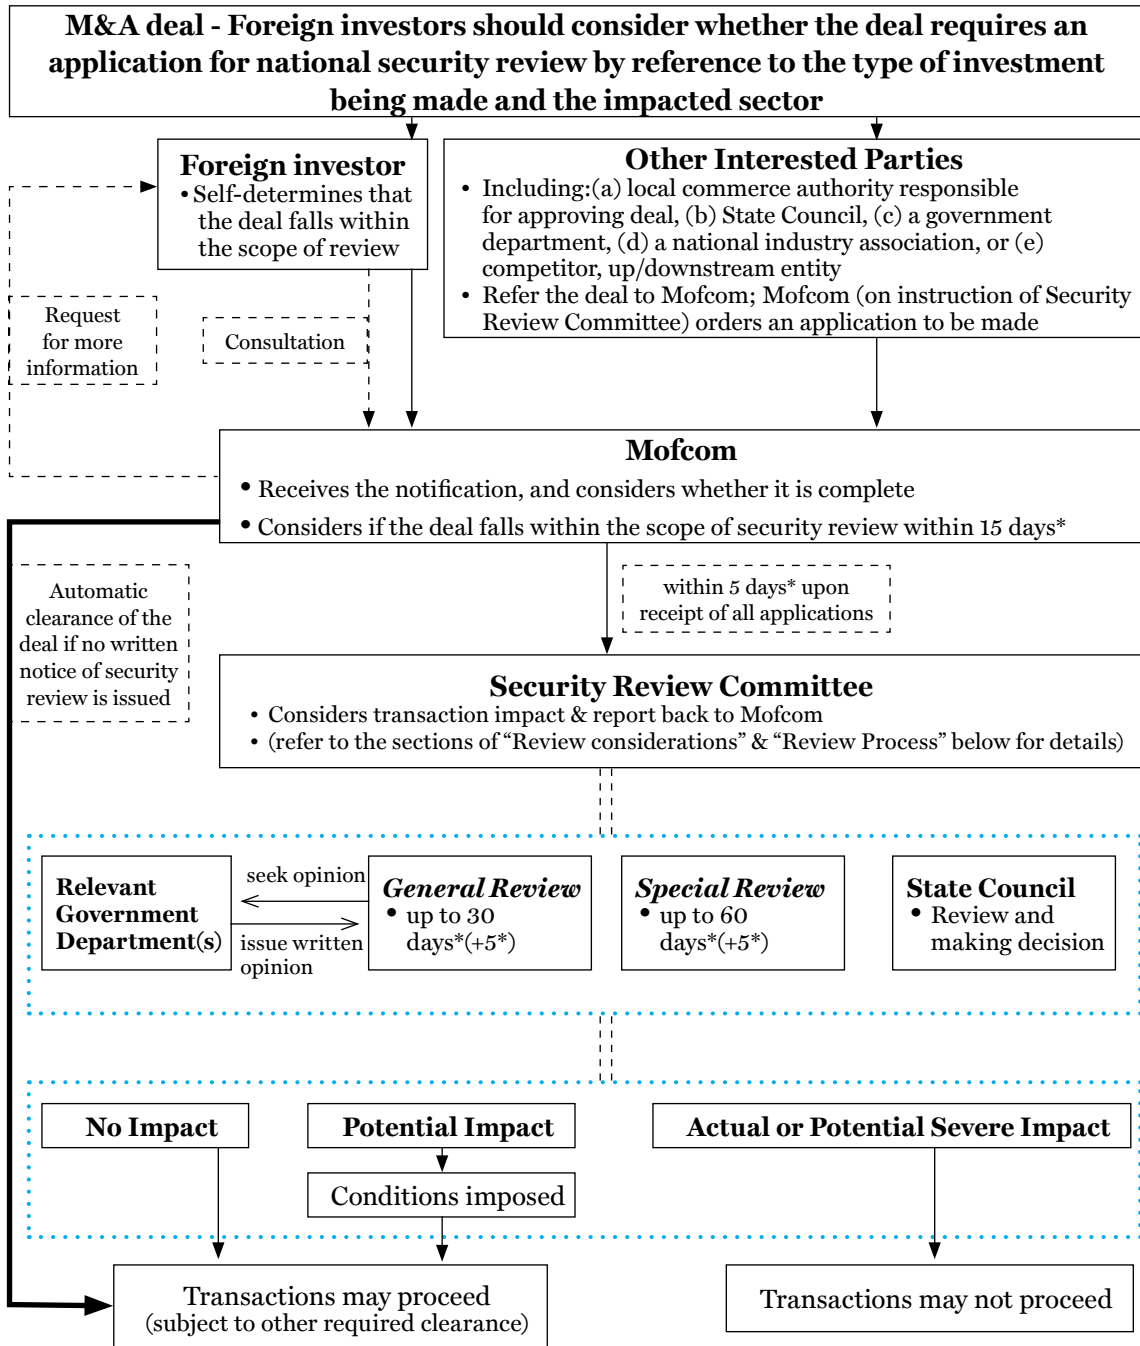 M&A deal - Foreign investors should consider whether the deal requires an
application for national security review by reference to the type of investment
being made and the impacted sector
Foreign investor
• Self-determines that
the deal falls within
the scope of review
Other Interested Parties
• Including:(a) local commerce authority responsible
for approving deal, (b) State Council, (c) a government
department, (d) a national industry association, or (e)
competitor, up/downstream entity
• Refer the deal to Mofcom; Mofcom (on instruction of Security
Review Committee) orders an application to be made
Request
for more
information
Consultation
Mofcom
• Receives the notification, and considers whether it is complete
• Considers if the deal falls within the scope of security review within 15 days*
Automatic
clearance of the
deal if no written
notice of security
review is issued
within 5 days* upon
receipt of all applications
Security Review Committee
• Considers transaction impact & report back to Mofcom
• (refer to the sections of “Review considerations” & “Review Process” below for details)
Relevant
Government
Department(s)
seek opinion
issue written
opinion
General Review
• up to 30
days*(+5*)
Special Review
• up to 60
days*(+5*)
State Council
• Review and
making decision
No Impact
Potential Impact
Actual or Potential Severe Impact
Conditions imposed
Transactions may proceed
(subject to other required clearance)
Transactions may not proceed